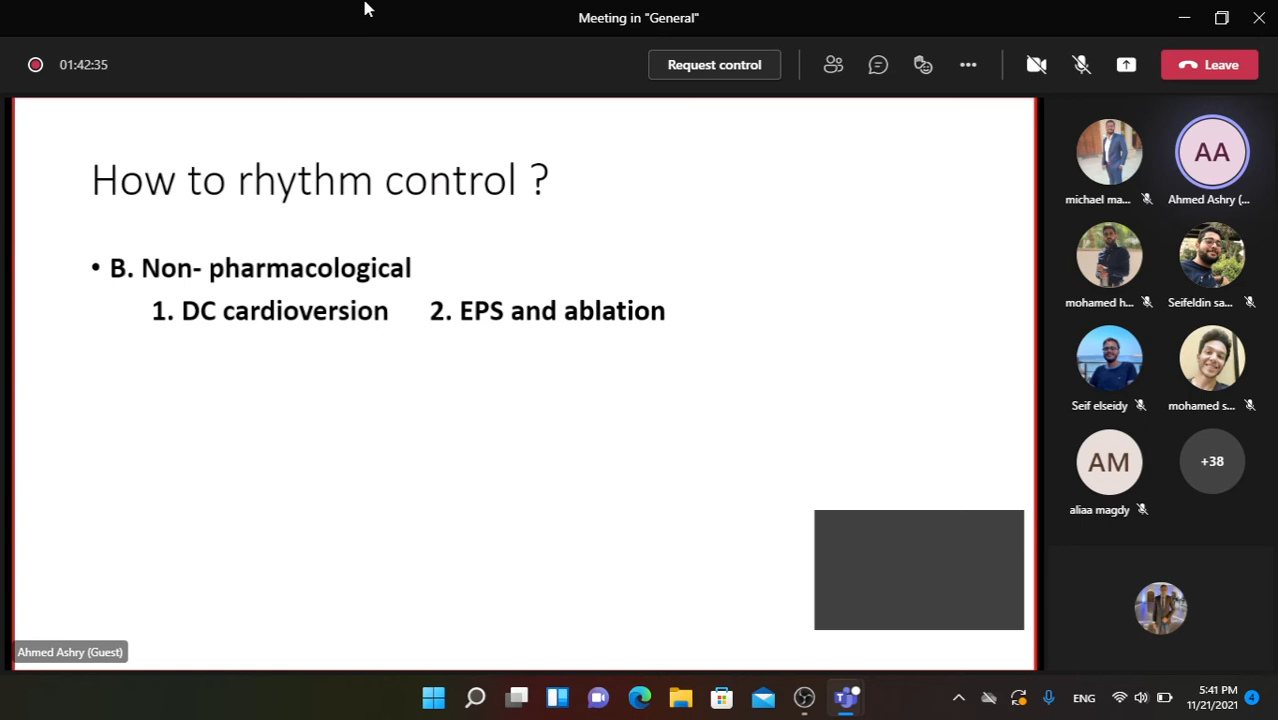 Meeting in "General"
01:42:35
Request control
Leave
How to rhythm control ?
• B. Non- pharmacological
1. DC cardioversion 2. EPS and ablation
AA
michael ma...
Ahmed Ashry (...
mohamed h...
Seifeldin sa...
Seif elseidy
mohamed s...
AM
+38
aliaa magdy
Ahmed Ashry (Guest)
ENG
5:41 PM
11/21/2021
4